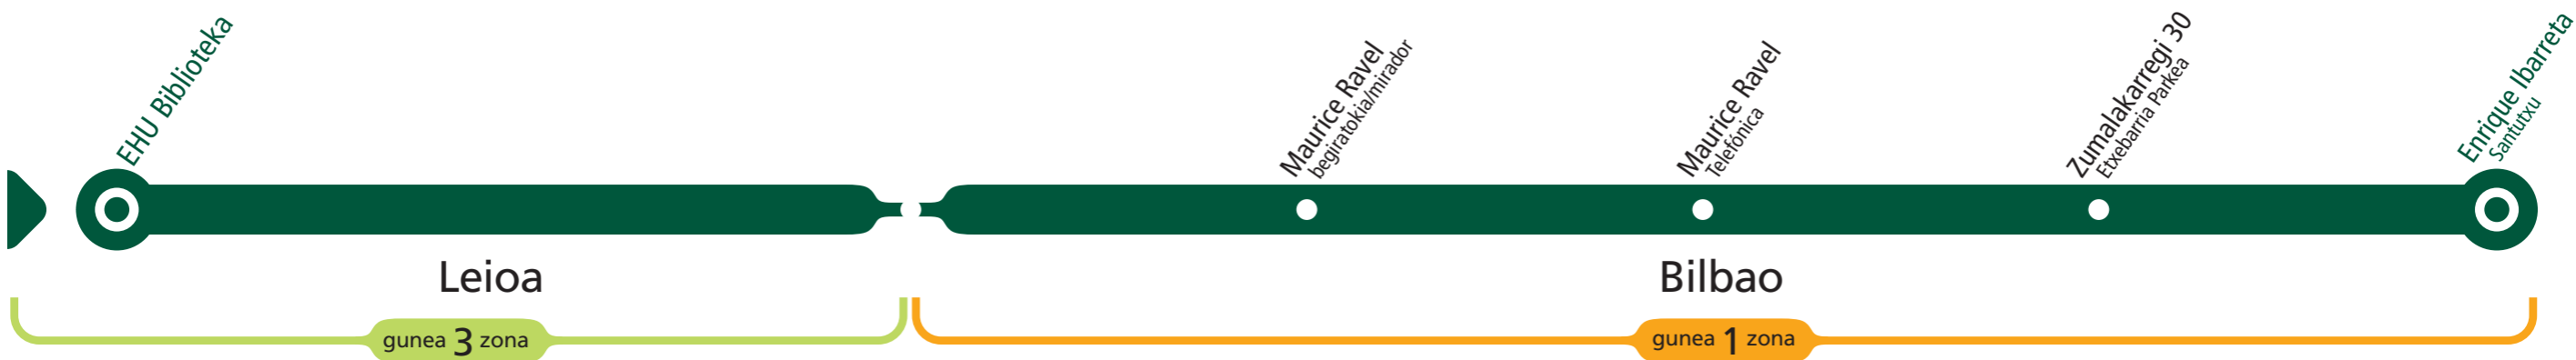 EHU Biblioteka
Maurice Ravel
begiratokia/mirador
Maurice Ravel
Telefónica
Zumalakarregi 30
Etxebarria Parkea
Enrique Ibarreta
Santutxu
Leioa
Bilbao
gunea 3 zona
gunea 1 zona